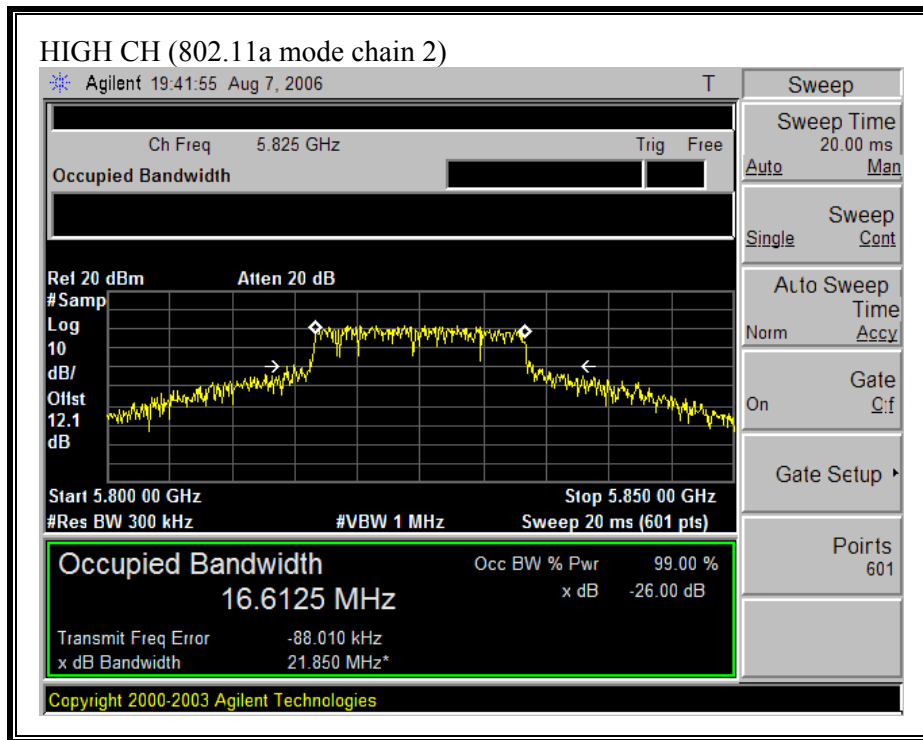 HIGH CH (802.11a mode chain 2)
Agilent 19:41:55 Aug 7, 2006 T
Sweep
Ch Freq 5.825 GHz Trig Free
Occupied Bandwidth
Sweep Time
20.00 ms
Auto Man
Sweep
Single Cont
Auto Sweep
Time
Norm Accy
Gate
On Off
Gate Setup
Points
601
Ref 20 dBm Atten 20 dB
#Samp
Log
10
dB/
Offst
12.1
dB
Start 5.800 00 GHz Stop 5.850 00 GHz
#Res BW 300 kHz #VBW 1 MHz Sweep 20 ms (601 pts)
Occupied Bandwidth
16.6125 MHz
Occ BW % Pwr 99.00 %
x dB -26.00 dB
Transmit Freq Error -88.010 kHz
x dB Bandwidth 21.850 MHz*
Copyright 2000-2003 Agilent Technologies